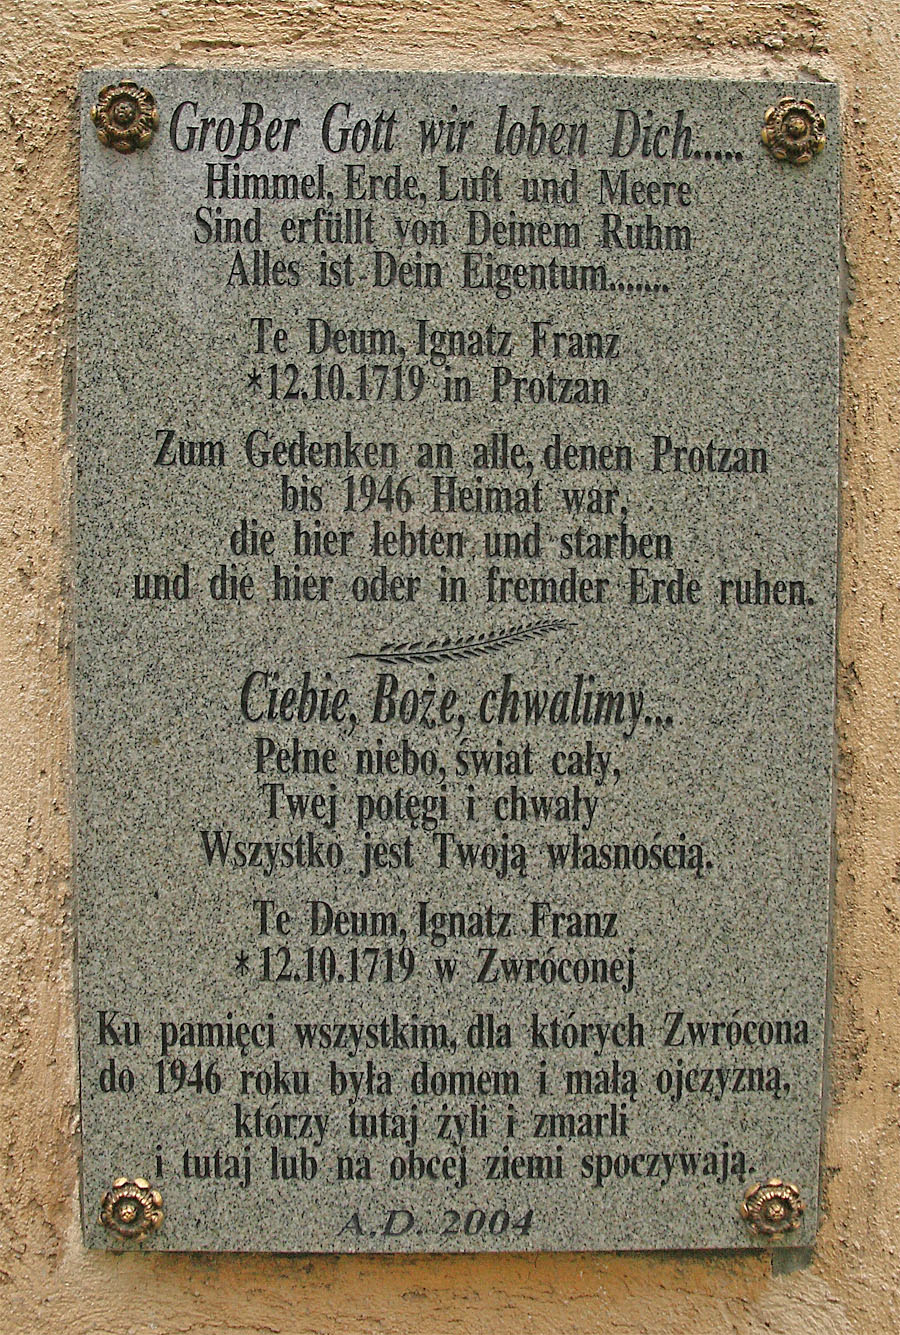 GroBer Gott wir loben Dich....
Himmel, Erde, Luft und Meere
Sind erfüllt von Deinem Ruhm
Alles ist Dein Eigentum.....
Te Deum, Ignatz Franz
*12.10.1719 in Protzan
Zum Gedenken an alle, denen Protzan
bis 1946 Heimat war,
die hier lebten und starben
und die, hier oder in fremder Erde, ruhen.
Ciebie, Boże, chwalimy...
Pełne niebo, świat cały,
Twej potęgi i chwały,
Wszystko, jest Twoją własnością.
Te Deum, Ignatz Franz
*12.10.1719 w Zwróconej
Ku pamięci wszystkim, dla których Zwrócona
do 1946 roku była domem i małą ojczyzną,
którzy tutaj żyli i zmarli
i tutaj lub na obcej ziemi spoczywają.
A.D. 2004